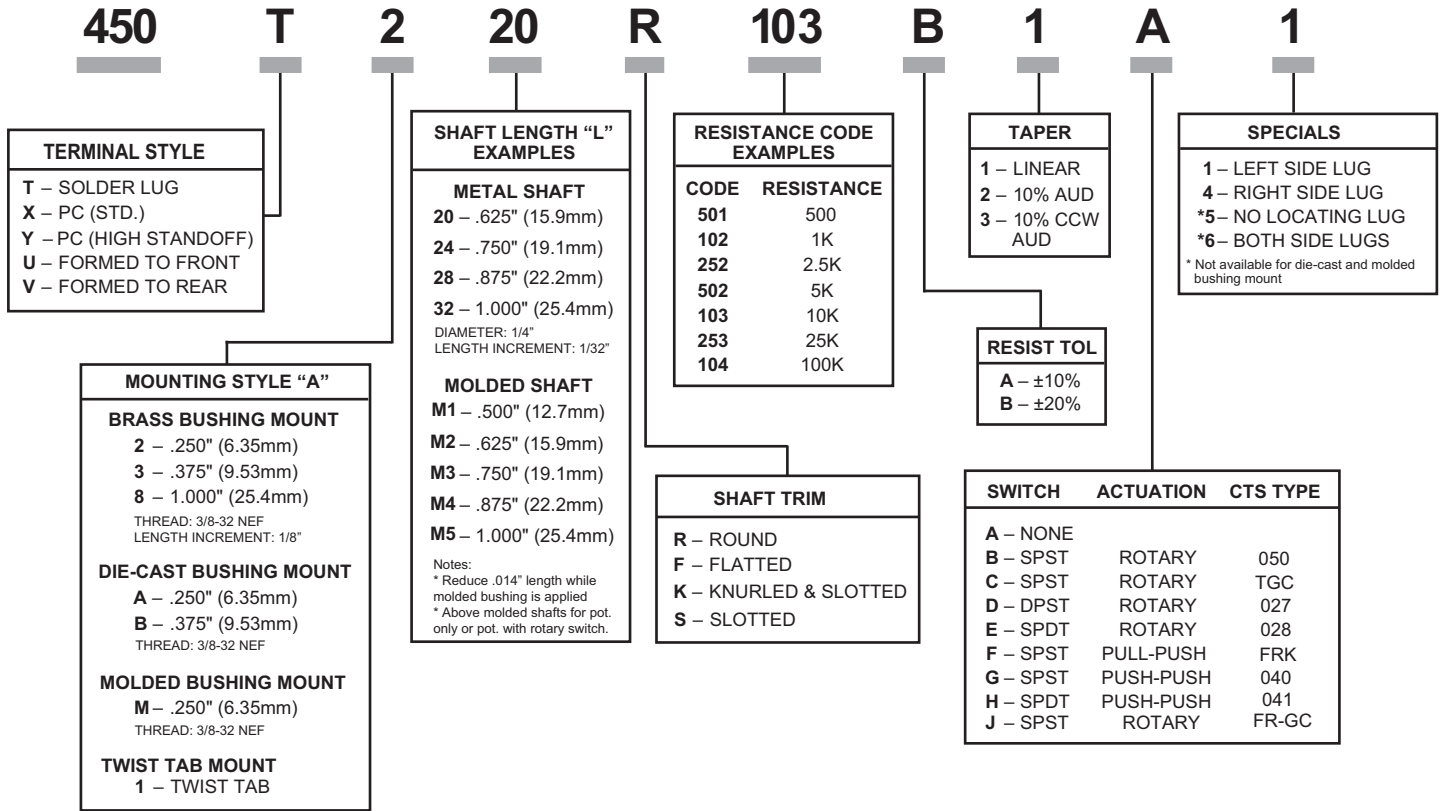 450 T 2 20 R 103 B 1 A 1
TERMINAL STYLE
T – SOLDER LUG
X – PC (STD.)
Y – PC (HIGH STANDOFF)
U – FORMED TO FRONT
V – FORMED TO REAR
MOUNTING STYLE “A”
BRASS BUSHING MOUNT
2 – .250" (6.35mm)
3 – .375" (9.53mm)
8 – 1.000" (25.4mm)
THREAD: 3/8-32 NEF
LENGTH INCREMENT: 1/8”
DIE-CAST BUSHING MOUNT
A – .250" (6.35mm)
B – .375" (9.53mm)
THREAD: 3/8-32 NEF
MOLDED BUSHING MOUNT
M – .250" (6.35mm)
THREAD: 3/8-32 NEF
TWIST TAB MOUNT
1 – TWIST TAB
SHAFT LENGTH “L”
EXAMPLES
METAL SHAFT
20 – .625" (15.9mm)
24 – .750" (19.1mm)
28 – .875" (22.2mm)
32 – 1.000" (25.4mm)
DIAMETER: 1/4”
LENGTH INCREMENT: 1/32”
MOLDED SHAFT
M1 – .500" (12.7mm)
M2 – .625" (15.9mm)
M3 – .750" (19.1mm)
M4 – .875" (22.2mm)
M5 – 1.000" (25.4mm)
Notes:
* Reduce .014” length while
molded bushing is applied
* Above molded shafts for pot.
only or pot. with rotary switch.
SHAFT TRIM
R – ROUND
F – FLATTED
K – KNURLED & SLOTTED
S – SLOTTED
RESISTANCE CODE
EXAMPLES
CODE RESISTANCE
501 500
102 1K
252 2.5K
502 5K
103 10K
253 25K
104 100K
RESIST TOL
A – ±10%
B – ±20%
TAPER
1 – LINEAR
2 – 10% AUD
3 – 10% CCW
AUD
SWITCH ACTUATION CTS TYPE
A – NONE
B – SPST ROTARY 050
C – SPST ROTARY TGC
D – DPST ROTARY 027
E – SPDT ROTARY 028
F – SPST PULL-PUSH FRK
G – SPST PUSH-PUSH 040
H – SPDT PUSH-PUSH 041
J – SPST ROTARY FR-GC
SPECIALS
1 – LEFT SIDE LUG
4 – RIGHT SIDE LUG
*5 – NO LOCATING LUG
*6 – BOTH SIDE LUGS
* Not available for die-cast and molded
bushing mount